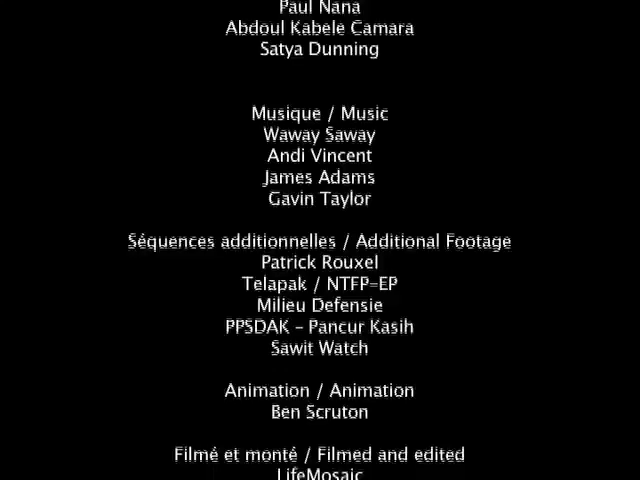 Paul Nana
Abdoul Kabele Camara
Satya Dunning
Musique / Music
Waway Saway
Andi Vincent
James Adams
Gavin Taylor
Séquences additionnelles / Additional Footage
Patrick Rouxel
Telapak / NTFP-EP
Milieu Defensie
PPSDAK - Pancur Kasih
Sawit Watch
Animation / Animation
Ben Scruton
Filmé et monté / Filmed and edited
LifeMosaic